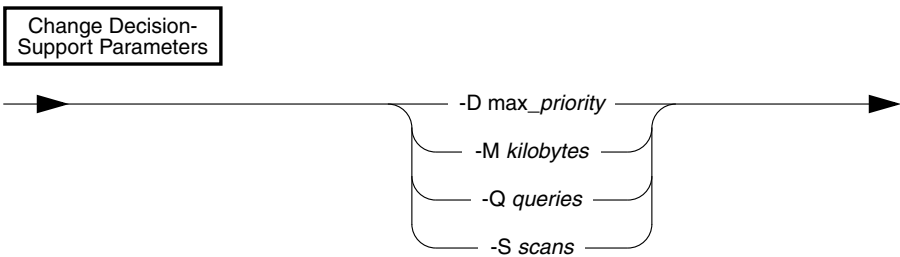 Change Decision-
Support Parameters
-D max_priority
-M kilobytes
-Q queries
-S scans